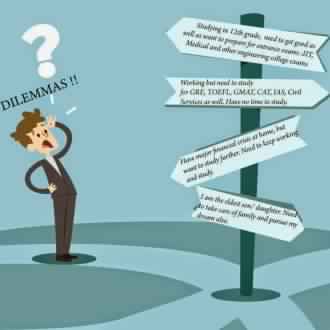 ?
DILEMMAS !!
Studying in 12th grade, need to get good as
well as want to prepare for entrance exams- JIT,
Medical and other engineering college exams
Working but need to study
for GRE, TOEFL, GMAT, CAT, IAS, Civil
Services as well. Have no time to study.
Have major financial crisis at home, but
want to study further. Need to keep working
and study.
I am the eldest son/ daughter. Need
to take care of family and pursue my
dream also.